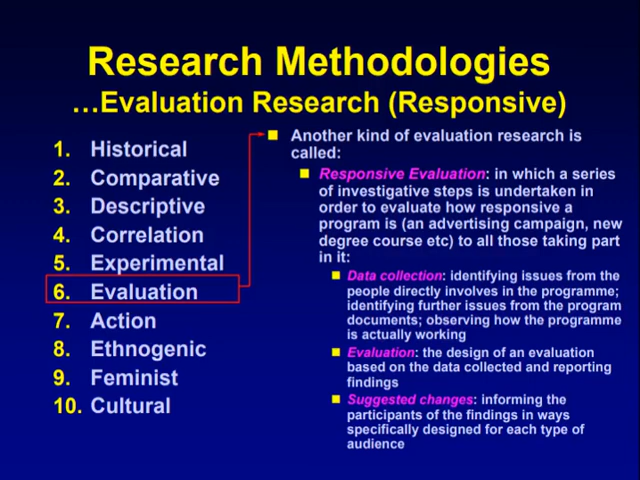 Research Methodologies
…Evaluation Research (Responsive)
1. Historical
2. Comparative
3. Descriptive
4. Correlation
5. Experimental
6. Evaluation
7. Action
8. Ethnogenic
9. Feminist
10. Cultural
Another kind of evaluation research is
called:
Responsive Evaluation: in which a series
of investigative steps is undertaken in
order to evaluate how responsive a
program is (an advertising campaign, new
degree course etc) to all those taking part
in it:
Data collection: identifying issues from the
people directly involves in the programme;
identifying further issues from the program
documents; observing how the programme
is actually working
Evaluation: the design of an evaluation
based on the data collected and reporting
findings
Suggested changes: informing the
participants of the findings in ways
specifically designed for each type of
audience